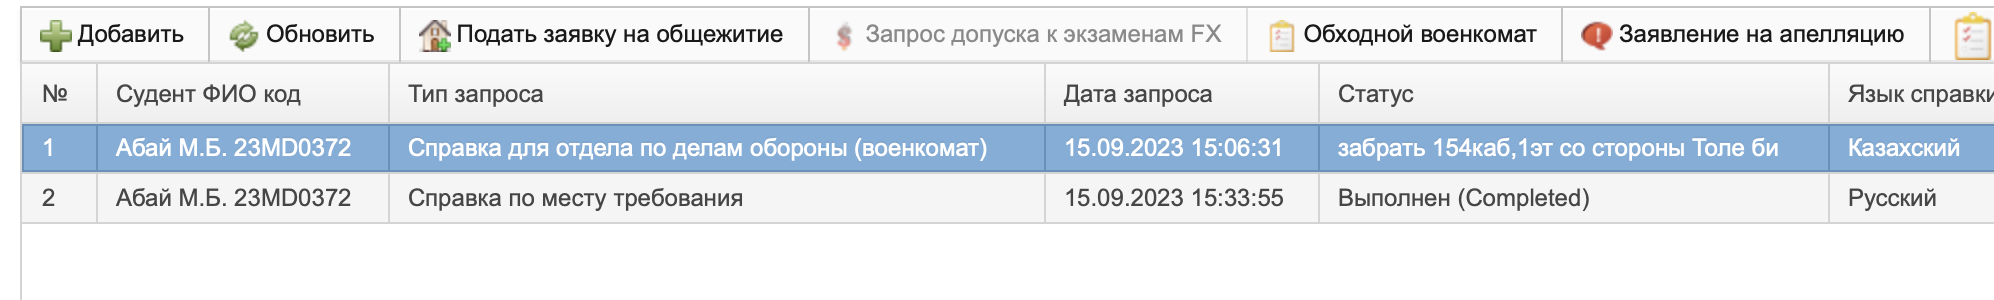 Добавить Обновить Подать заявку на общежитие Запрос допуска к экзаменам FX Обходной военкомат Заявление на апелляцию
№ Судент ФИО код Тип запроса Дата запроса Статус Язык справки
1 Абай М.Б. 23MD0372 Справка для отдела по делам обороны (военкомат) 15.09.2023 15:06:31 забрать 154каб,1эт со стороны Толе би Казахский
2 Абай М.Б. 23MD0372 Справка по месту требования 15.09.2023 15:33:55 Выполнен (Completed) Русский